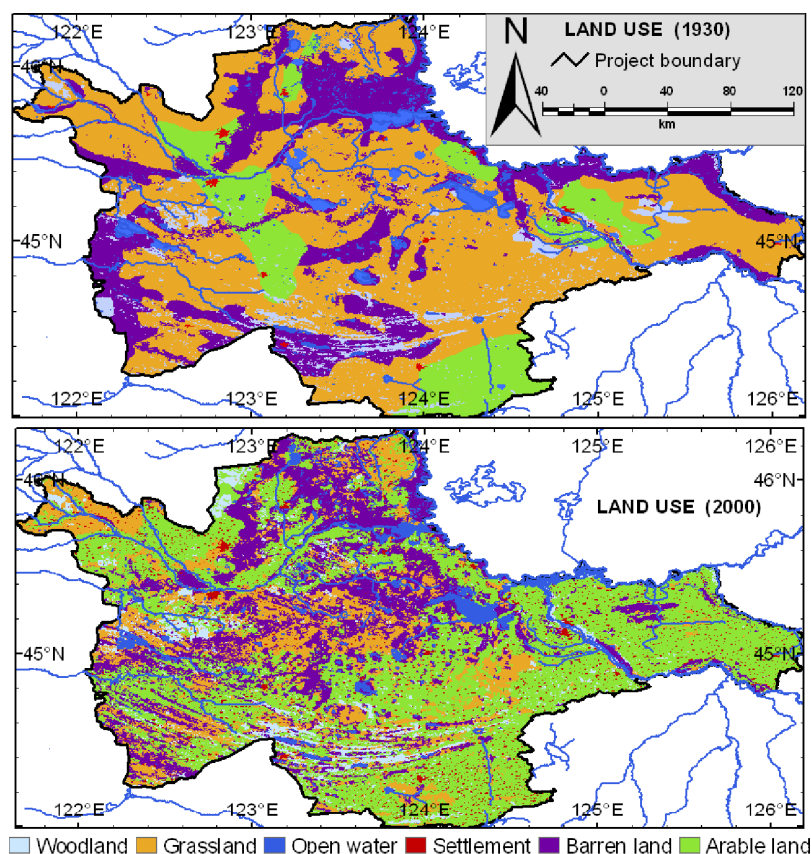 122°E 123°E 124°E
N LAND USE (1930)
Project boundary
40 0 40 80 120
km
46°N
45°N 45°N
122°E 123°E 124°E 125°E 126°E
122°E 123°E 124°E 125°E 126°E
46°N 46°N
LAND USE (2000)
45°N 45°N
122°E 123°E 124°E 125°E 126°E
Woodland Grassland Open water Settlement Barren land Arable land